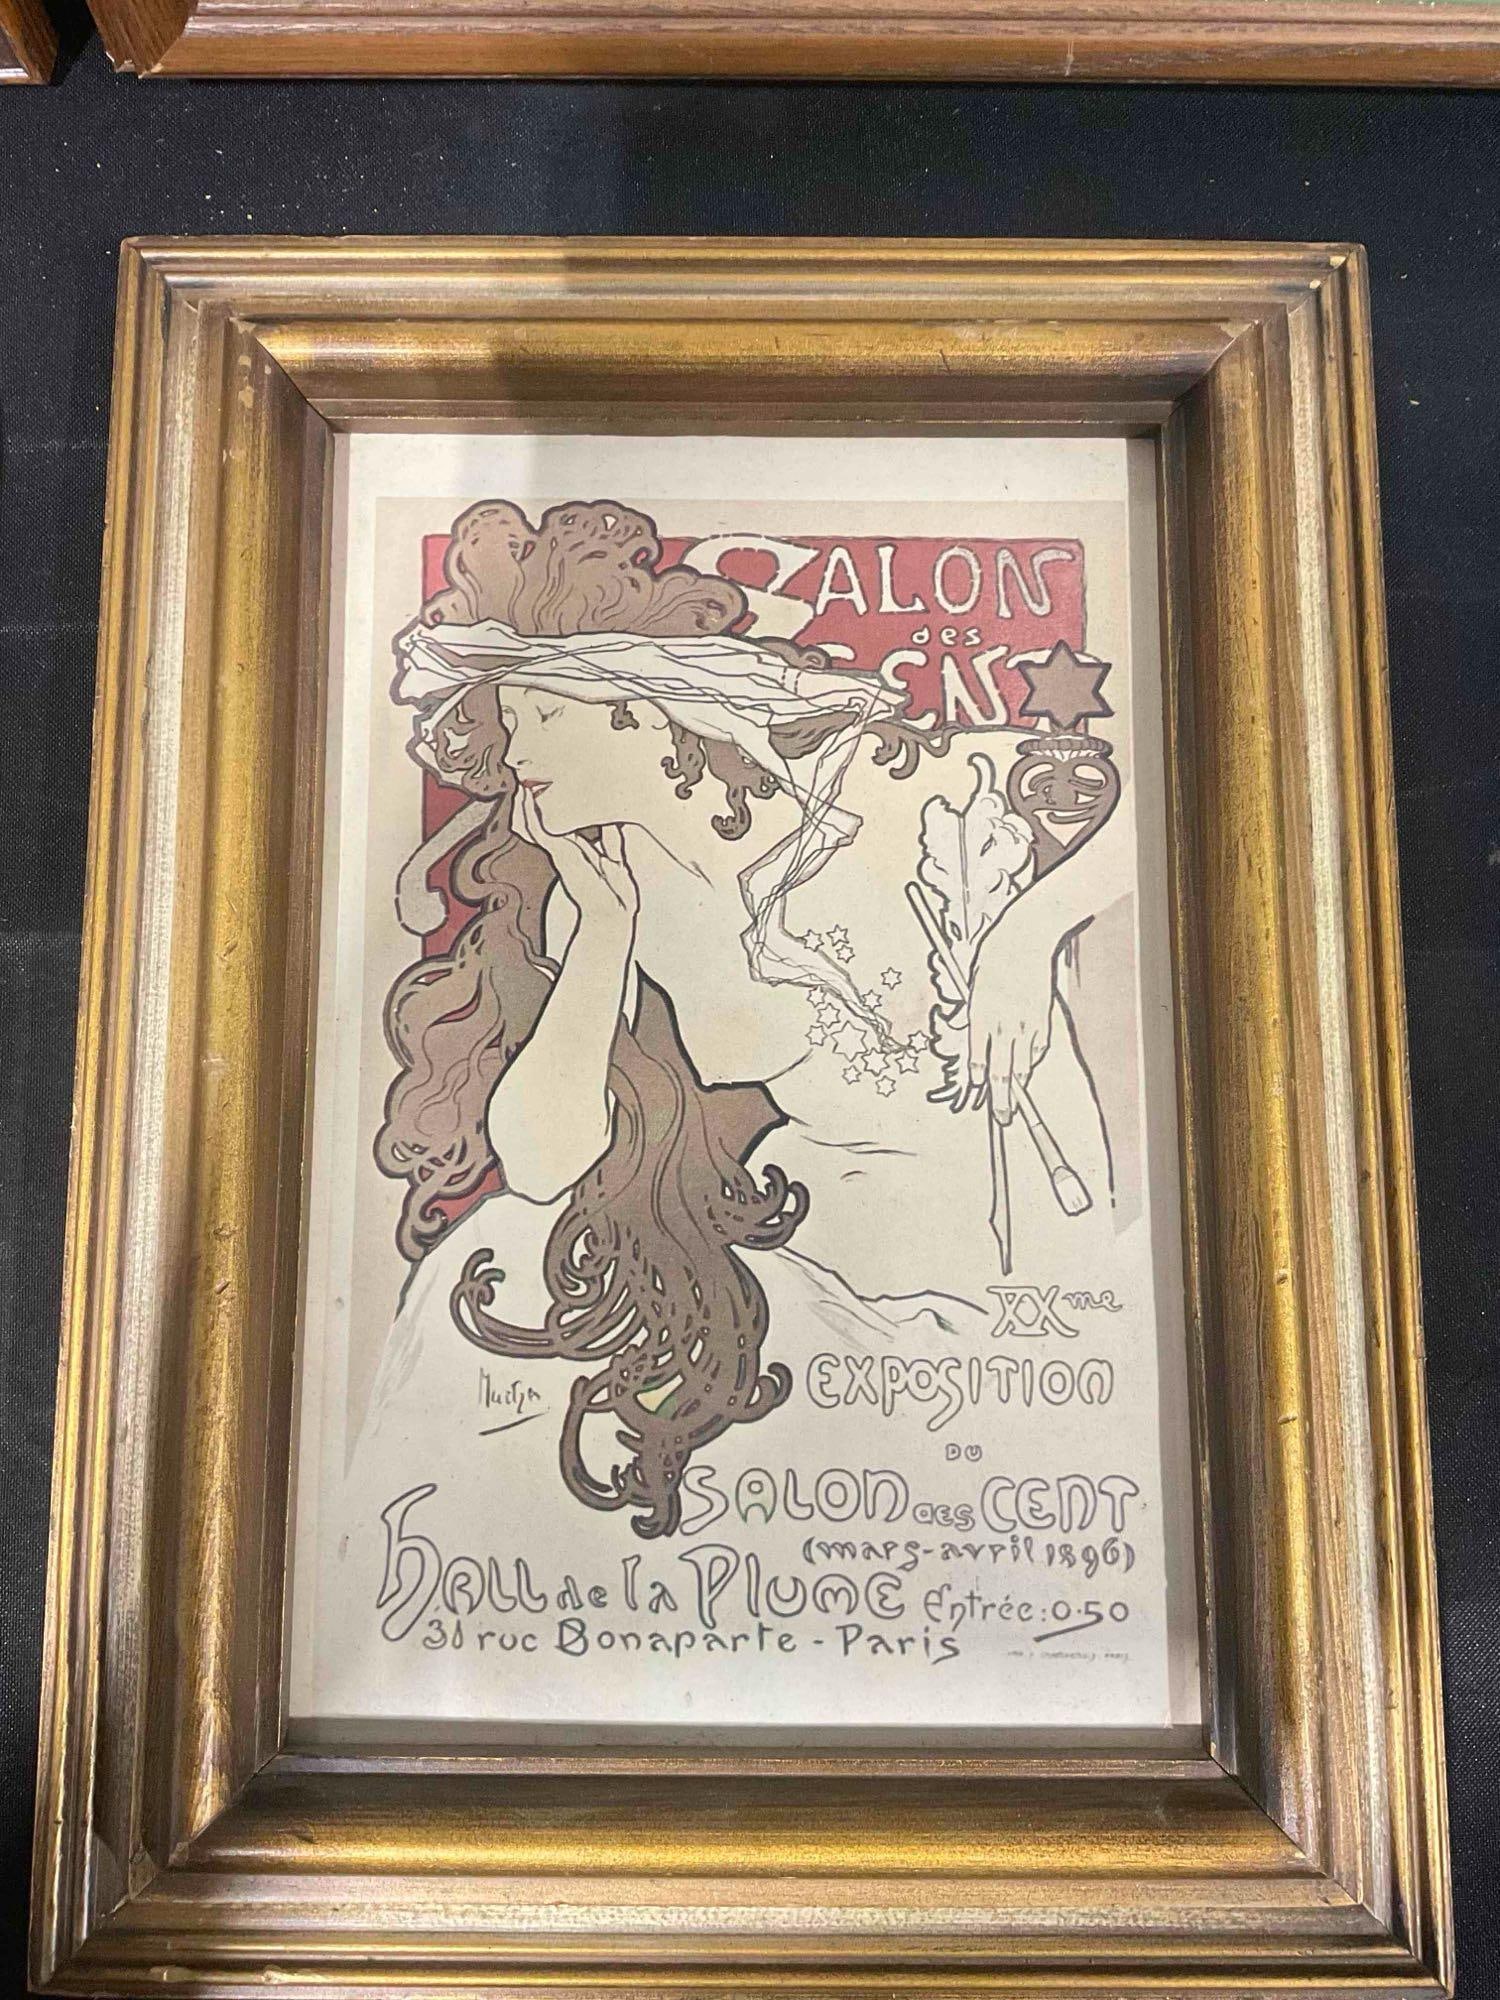 SALON
des
CENT
Mucha
XXme
EXPOSITION
DU
SALON DES CENT
(mars-avril 1896)
HALL de la PLUME Entrée: 0.50
31 rue Bonaparte - Paris